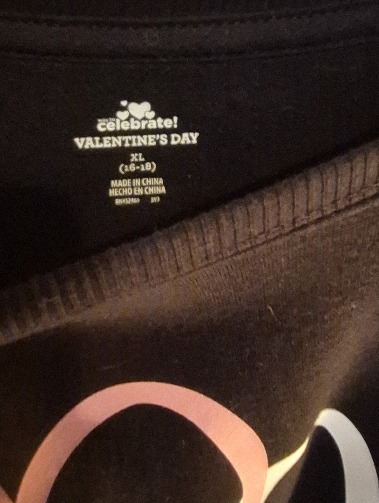 celebrate!
VALENTINE'S DAY
XL
(16-18)
MADE IN CHINA
HECHO EN CHINA